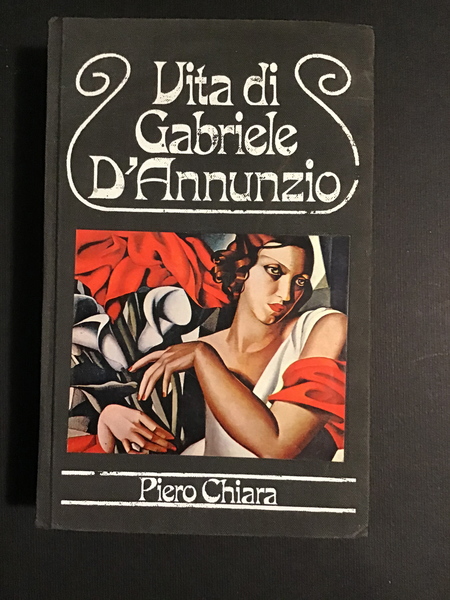 Vita di
Gabriele
D'Annunzio
Piero Chiara